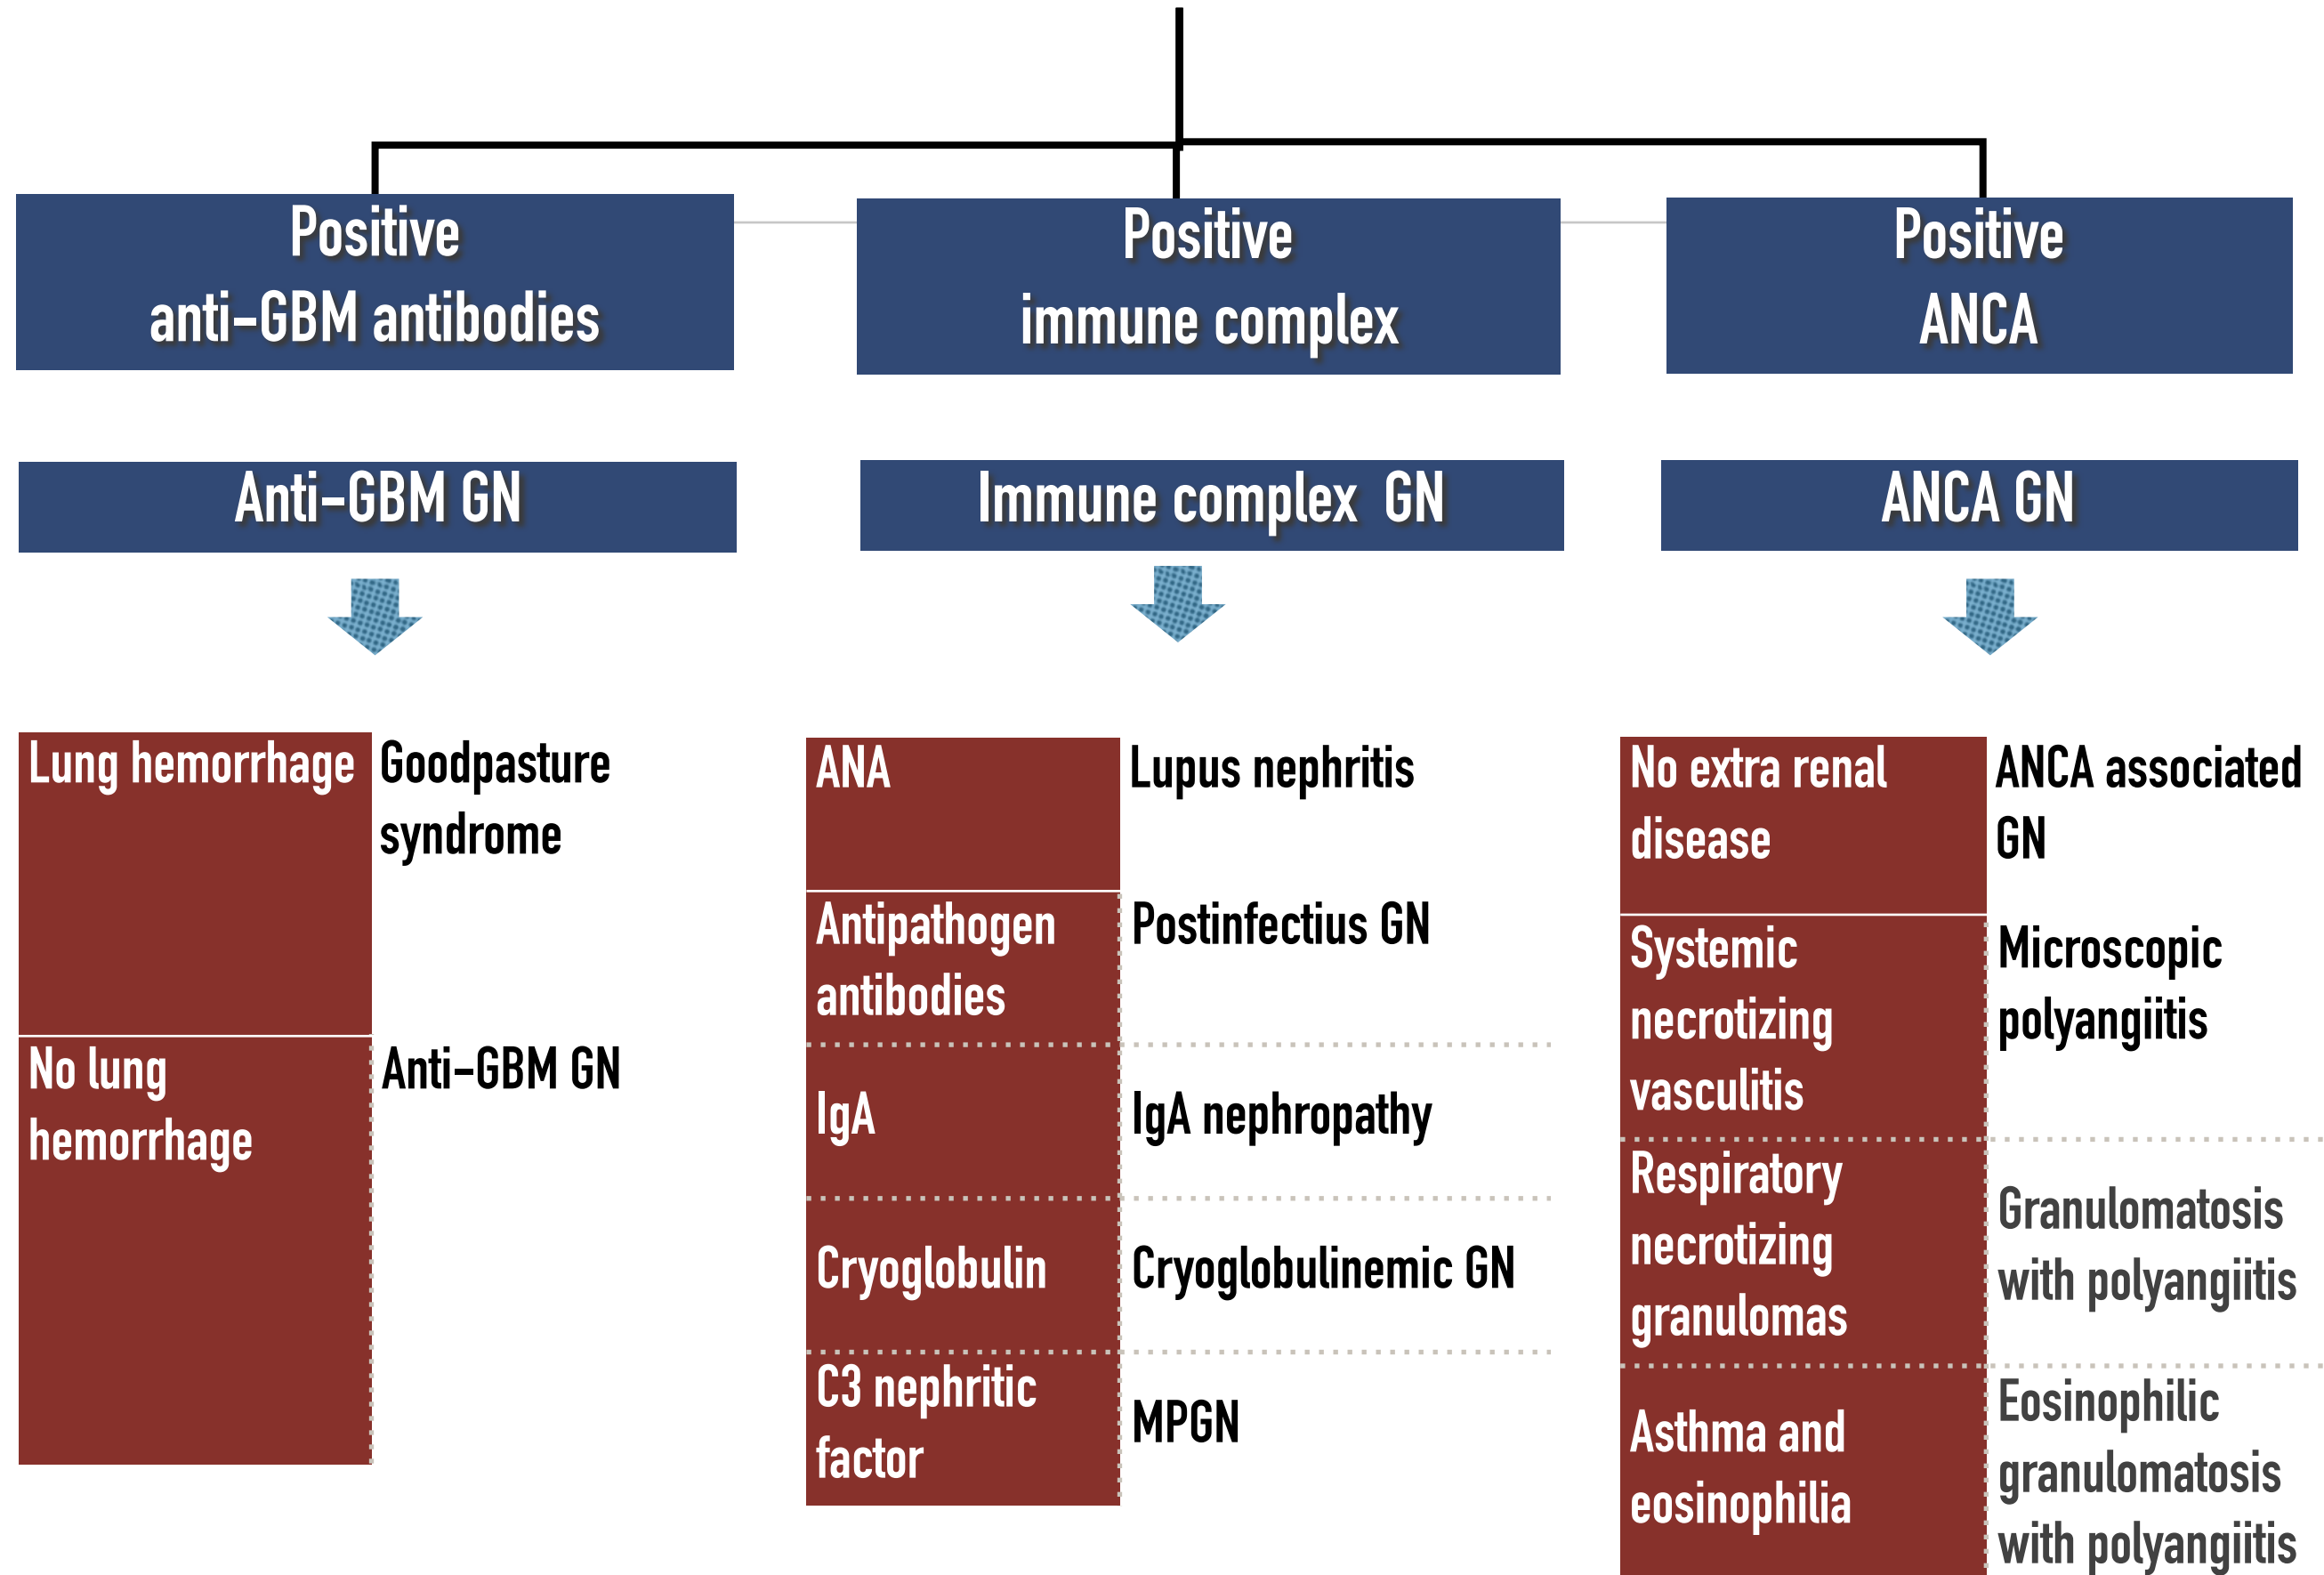 Positive
anti-GBM antibodies
Positive
immune complex
Positive
ANCA
Anti-GBM GN
Immune complex GN
ANCA GN
Lung hemorrhage
Goodpasture
syndrome
No lung
hemorrhage
Anti-GBM GN
ANA
Lupus nephritis
Antipathogen
antibodies
Postinfectius GN
IgA
IgA nephropathy
Cryoglobulin
Cryoglobulinemic GN
C3 nephritic
factor
MPGN
No extra renal
disease
ANCA associated
GN
Systemic
necrotizing
vasculitis
Microscopic
polyangiitis
Respiratory
necrotizing
granulomas
Granulomatosis
with polyangiitis
Asthma and
eosinophilia
Eosinophilic
granulomatosis
with polyangiitis